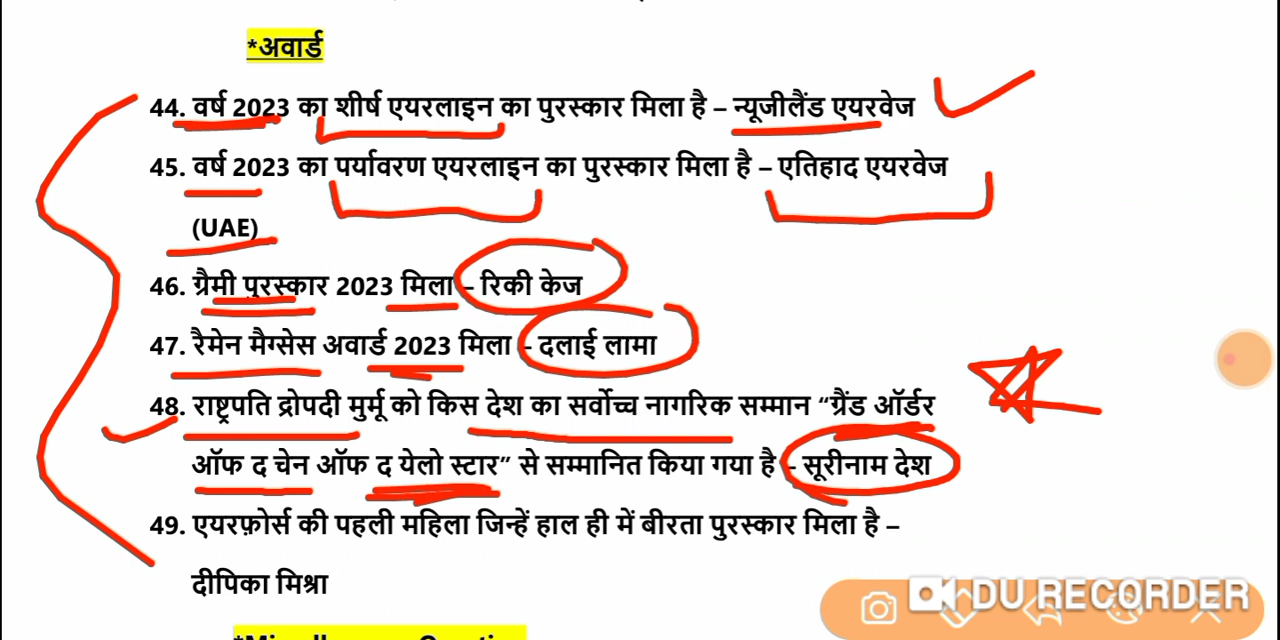 *अवार्ड
44. वर्ष 2023 का शीर्ष एयरलाइन का पुरस्कार मिला है – न्यूजीलैंड एयरवेज
45. वर्ष 2023 का पर्यावरण एयरलाइन का पुरस्कार मिला है – एतिहाद एयरवेज
(UAE)
46. ग्रैमी पुरस्कार 2023 मिला – रिकी केज
47. रैमेन मैग्सेस अवार्ड 2023 मिला – दलाई लामा
48. राष्ट्रपति द्रोपदी मुर्मू को किस देश का सर्वोच्च नागरिक सम्मान “ग्रैंड ऑर्डर
ऑफ द चेन ऑफ द येलो स्टार” से सम्मानित किया गया है - सूरीनाम देश
49. एयरफ़ोर्स की पहली महिला जिन्हें हाल ही में बीरता पुरस्कार मिला है –
दीपिका मिश्रा
DU RECORDER